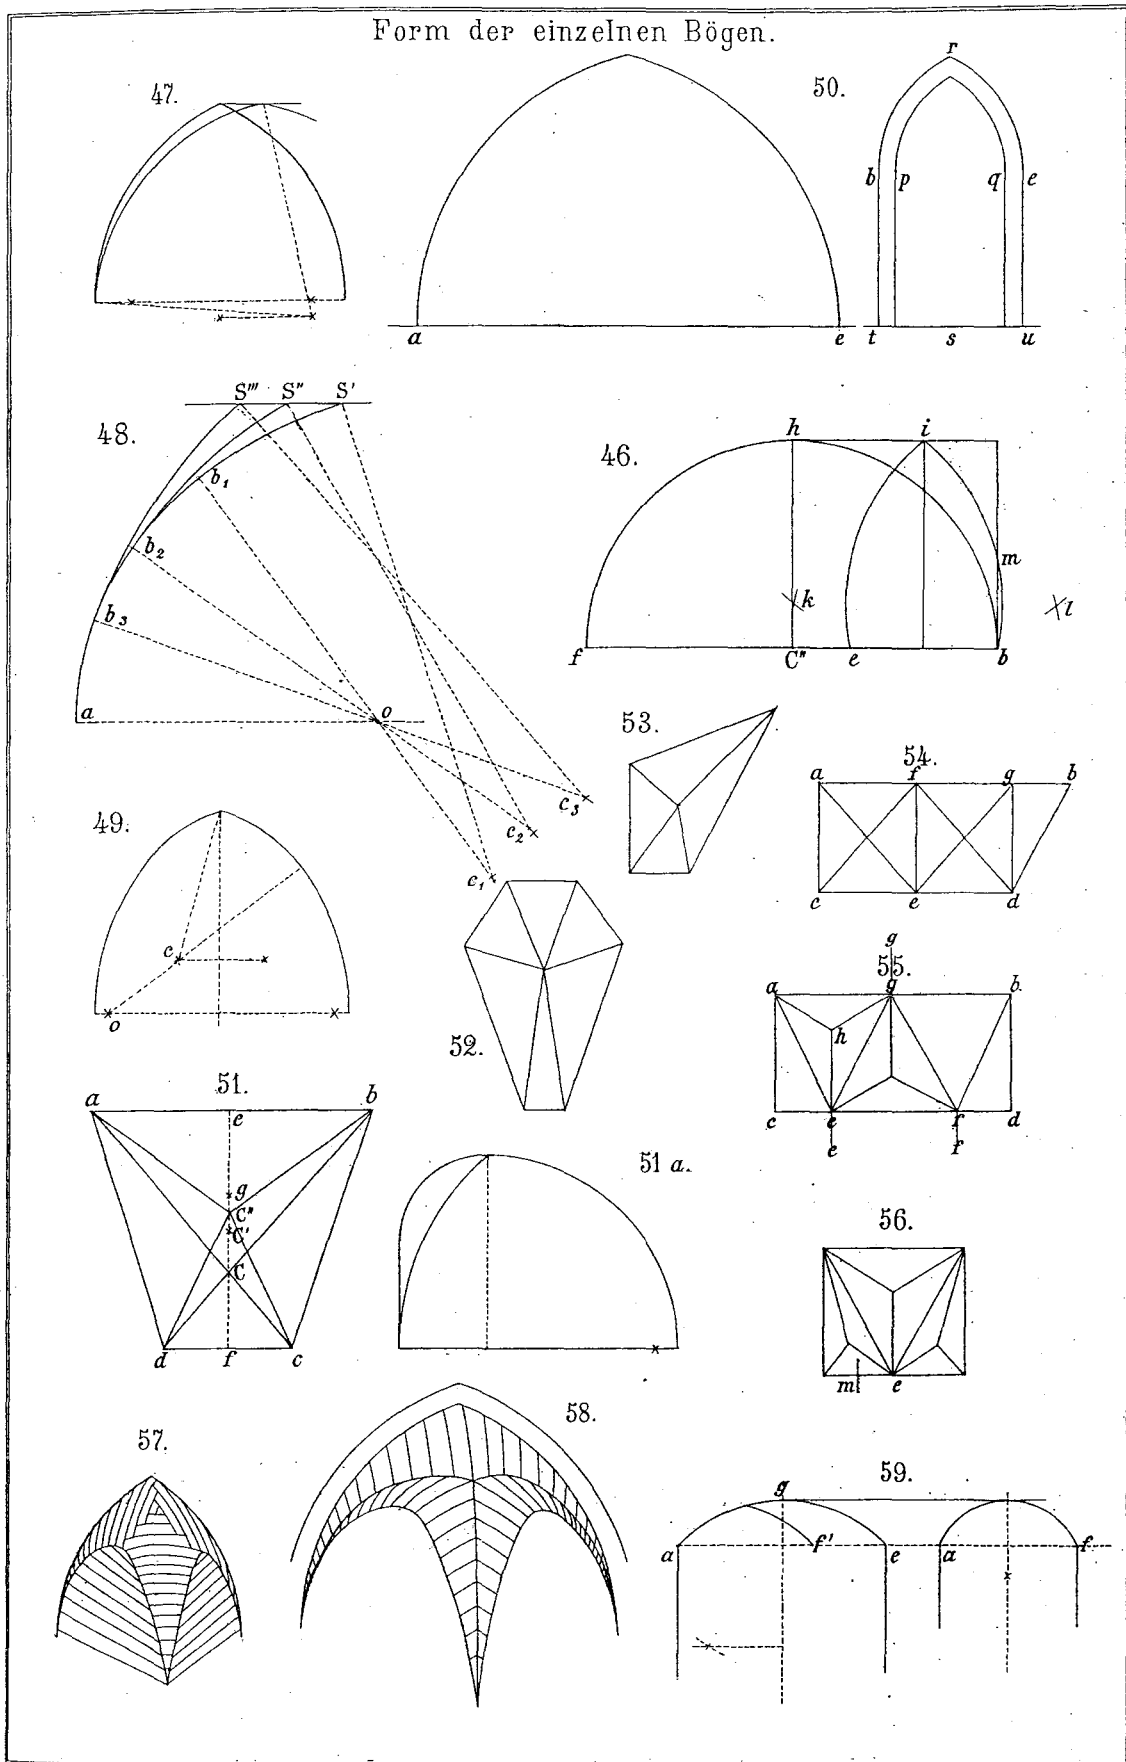 Form der einzelnen Bögen.
47.
50.
r
b p q e
a e t s u
S''' S'' S'
48.
b₁
b₂
b₃
a o
c₃
c₂
c₁
46.
h i
k m l
f C'' e b
53.
54.
a f g b
c e d
49.
c
o
52.
g
55.
a g b.
h
c e f d
e f
51.
a e b
g
C''
C'
C
d f c
51 a.
56.
m e
57.
58.
59.
g
a f' e a f